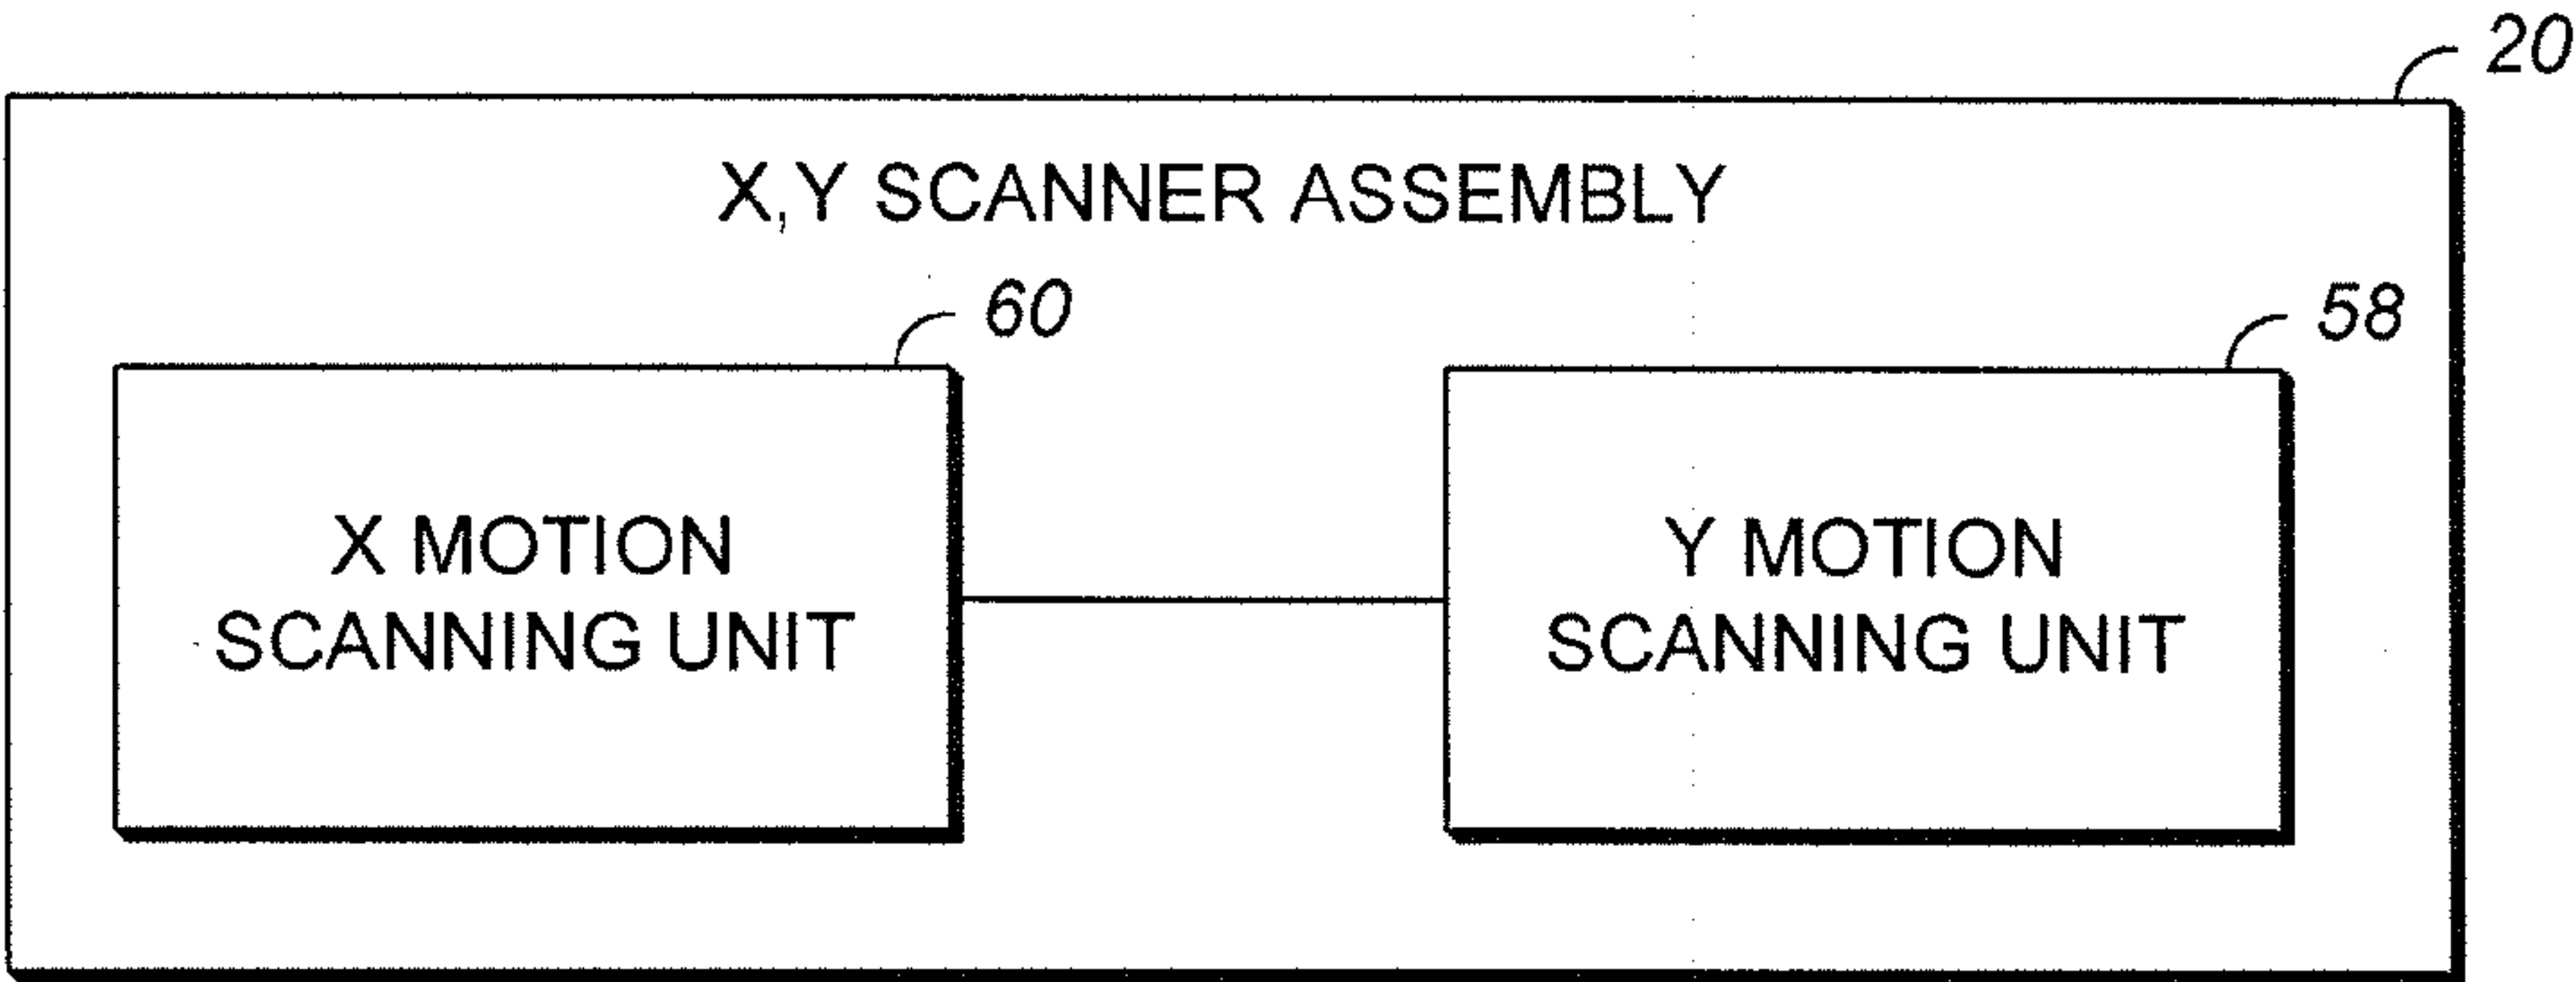 20
X,Y SCANNER ASSEMBLY
60
58
X MOTION
SCANNING UNIT
Y MOTION
SCANNING UNIT